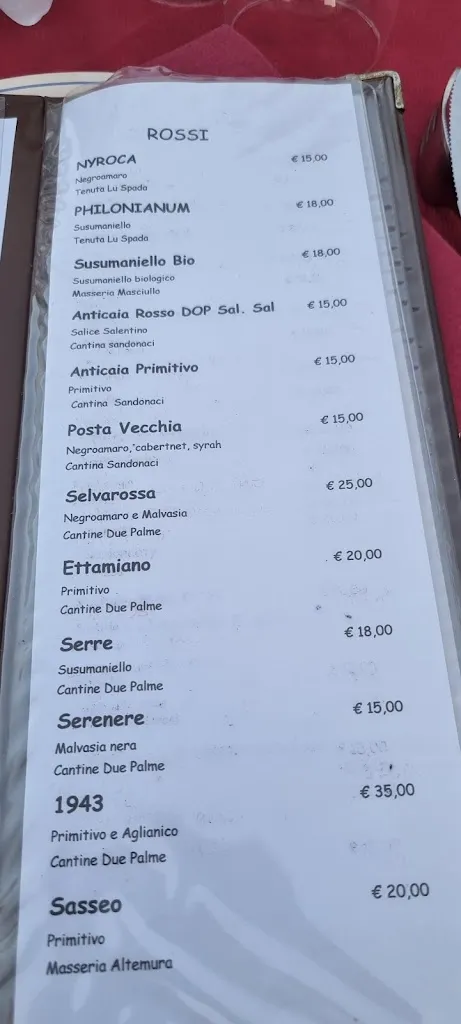 ROSSI
NYROCA € 15,00
Negroamaro
Tenuta Lu Spada
PHILONIANUM € 18,00
Susumaniello
Tenuta Lu Spada
Susumaniello Bio € 18,00
Susumaniello biologico
Masseria Masciullo
Anticaia Rosso DOP Sal. Sal € 15,00
Salice Salentino
Cantina sandonaci
Anticaia Primitivo € 15,00
Primitivo
Cantina Sandonaci
Posta Vecchia € 15,00
Negroamaro, cabertnet, syrah
Cantina Sandonaci
Selvarossa € 25,00
Negroamaro e Malvasia
Cantine Due Palme
Ettamiano € 20,00
Primitivo
Cantine Due Palme
Serre € 18,00
Susumaniello
Cantine Due Palme
Serenere € 15,00
Malvasia nera
Cantine Due Palme
1943 € 35,00
Primitivo e Aglianico
Cantine Due Palme
Sasseo € 20,00
Primitivo
Masseria Altemura